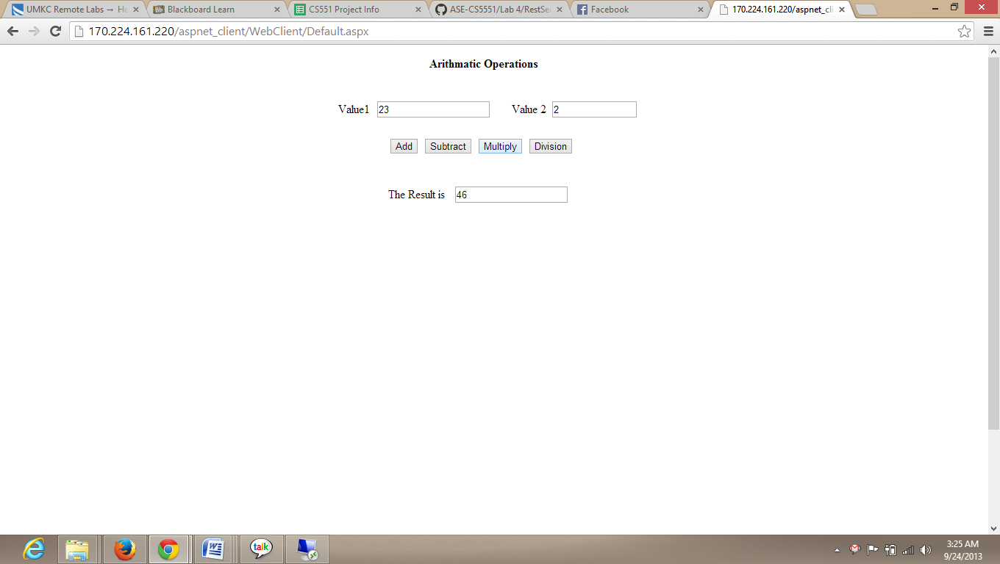 UMKC Remote Labs → Ho
Blackboard Learn
CS551 Project Info
ASE-CS5551/Lab 4/RestSer
Facebook
170.224.161.220/aspnet_cli
170.224.161.220/aspnet_client/WebClient/Default.aspx
Arithmatic Operations
Value1 23 Value 2 2
Add Subtract Multiply Division
The Result is 46
talk
3:25 AM
9/24/2013